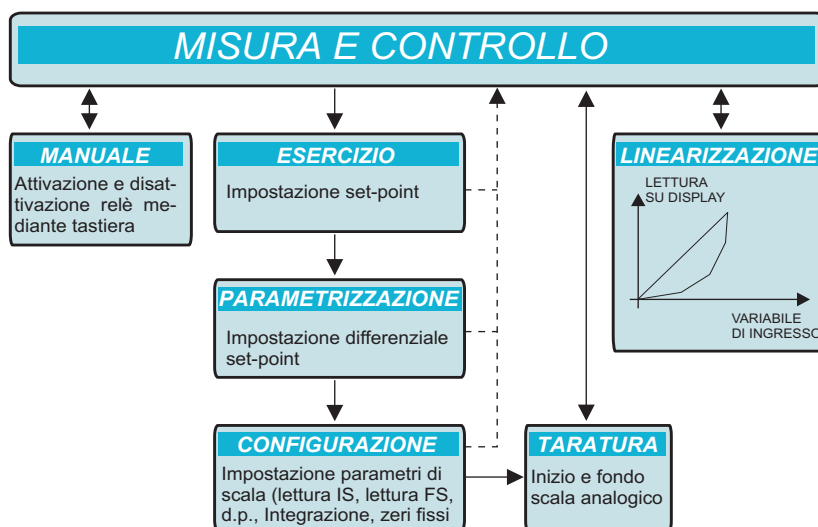 MISURA E CONTROLLO
MANUALE
Attivazione e disat-
tivazione relè me-
diante tastiera
ESERCIZIO
Impostazione set-point
LINEARIZZAZIONE
LETTURA
SU DISPLAY
VARIABILE
DI INGRESSO
PARAMETRIZZAZIONE
Impostazione differenziale
set-point
CONFIGURAZIONE
Impostazione parametri di
scala (lettura IS, lettura FS,
d.p., Integrazione, zeri fissi
TARATURA
Inizio e fondo
scala analogico